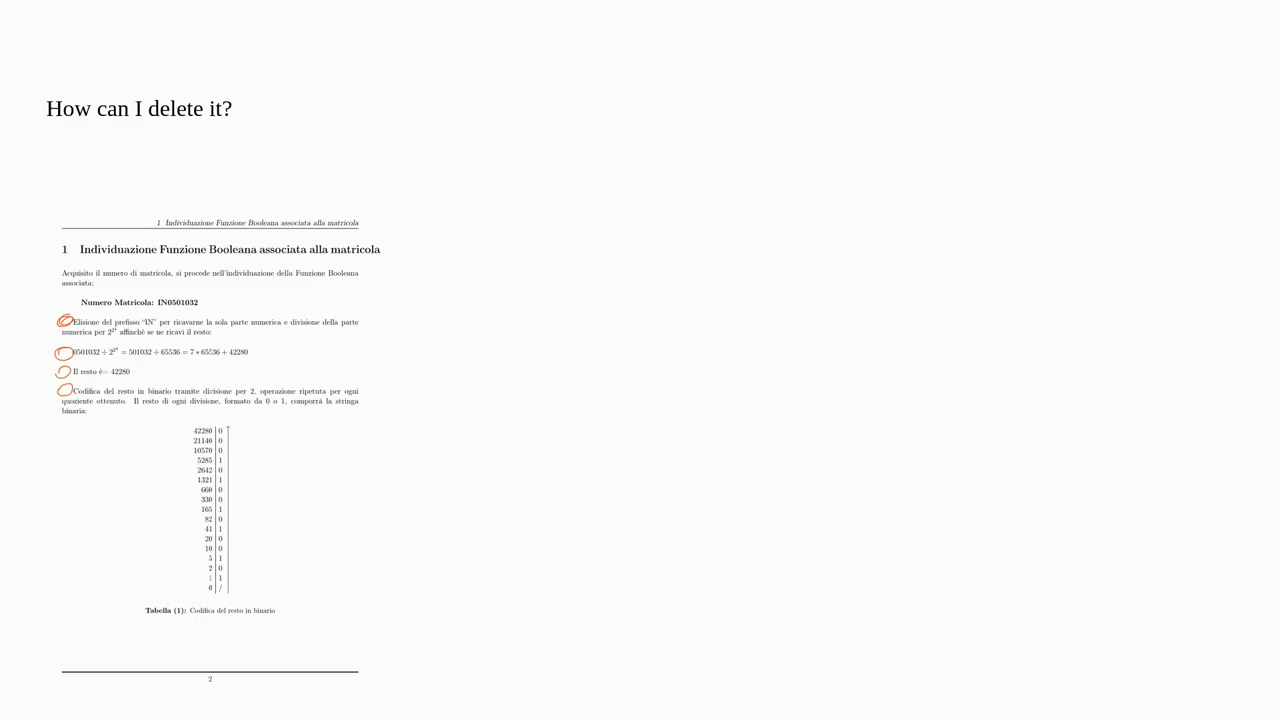 How can I delete it?
1 Individuazione Funzione Booleana associata alla matricola
1 Individuazione Funzione Booleana associata alla matricola
Acquisito il numero di matricola, si procede nell'individuazione della Funzione Booleana
associata;
Numero Matricola: IN0501032
Elisione del prefisso “IN” per ricavarne la sola parte numerica e divisione della parte
numerica per 2^{2^4} affinchè se ne ricavi il resto:
0501032 ÷ 2^{2^4} = 501032 ÷ 65536 = 7 ∗ 65536 + 42280
Il resto è= 42280
Codifica del resto in binario tramite divisione per 2, operazione ripetuta per ogni
quoziente ottenuto. Il resto di ogni divisione, formato da 0 o 1, comporrà la stringa
binaria:
42280 | 0
21140 | 0
10570 | 0
5285 | 1
2642 | 0
1321 | 1
660 | 0
330 | 0
165 | 1
82 | 0
41 | 1
20 | 0
10 | 0
5 | 1
2 | 0
1 | 1
0 | /
Tabella (1): Codifica del resto in binario
2